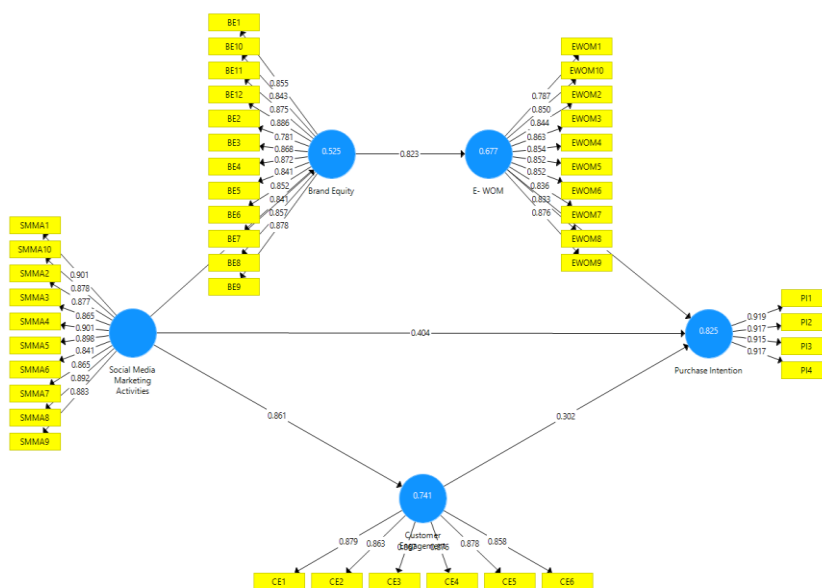 BE1
BE10
BE11
BE12
BE2
BE3
BE4
BE5
BE6
BE7
BE8
BE9
0.855
0.843
0.875
0.886
0.781
0.868
0.872
0.841
0.852
0.841
0.857
0.878
0.525
Brand Equity
0.823
0.677
E- WOM
EWOM1
EWOM10
EWOM2
EWOM3
EWOM4
EWOM5
EWOM6
EWOM7
EWOM8
EWOM9
0.787
0.850
0.844
0.863
0.854
0.852
0.852
0.836
0.833
0.876
SMMA1
SMMA10
SMMA2
SMMA3
SMMA4
SMMA5
SMMA6
SMMA7
SMMA8
SMMA9
0.901
0.878
0.877
0.865
0.901
0.898
0.841
0.865
0.892
0.883
Social Media
Marketing
Activities
0.404
0.825
Purchase Intention
0.919
0.917
0.915
0.917
PI1
PI2
PI3
PI4
0.861
0.302
0.741
Customer
Engagement
0.879
0.863
0.878
0.858
CE1
CE2
CE3
CE4
CE5
CE6